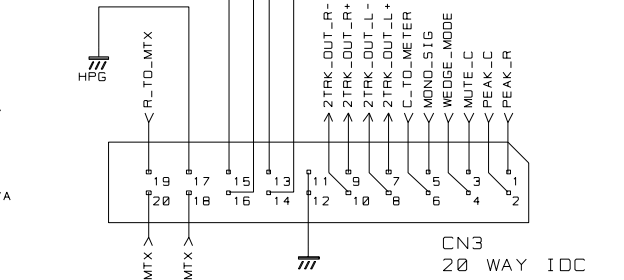 2TRK_OUT_R-
2TRK_OUT_R+
2TRK_OUT_L-
2TRK_OUT_L+
C_TO_METER
MONO_SIG
WEDGE_MODE
MUTE_C
PEAK_C
PEAK_R
R_TO_MTX
HPG
19 17 15 13 11 9 7 5 3 1
20 18 16 14 12 10 8 6 4 2
MTX
MTX
CN3
20 WAY IDC